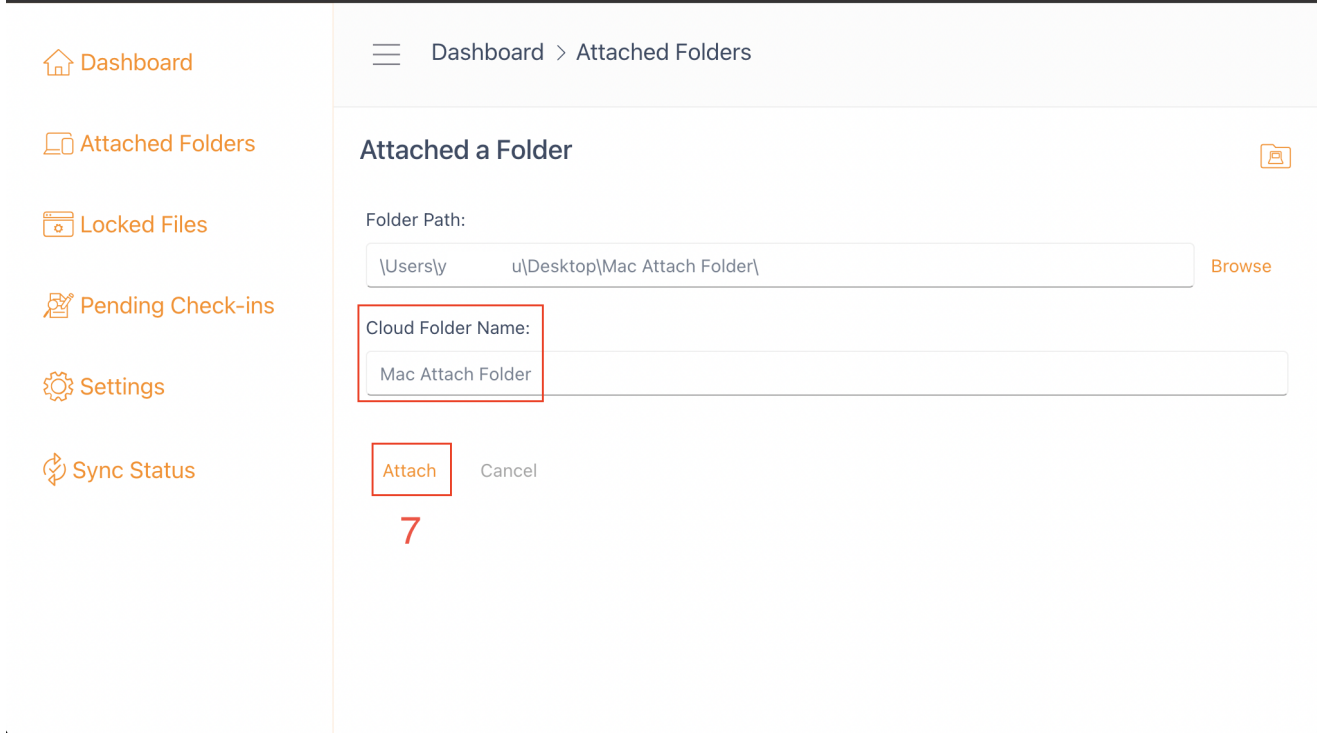 Dashboard
Attached Folders
Locked Files
Pending Check-ins
Settings
Sync Status
Dashboard > Attached Folders
Attached a Folder
Folder Path:
\Users\y u\Desktop\Mac Attach Folder\
Browse
Cloud Folder Name:
Mac Attach Folder
Attach Cancel
7